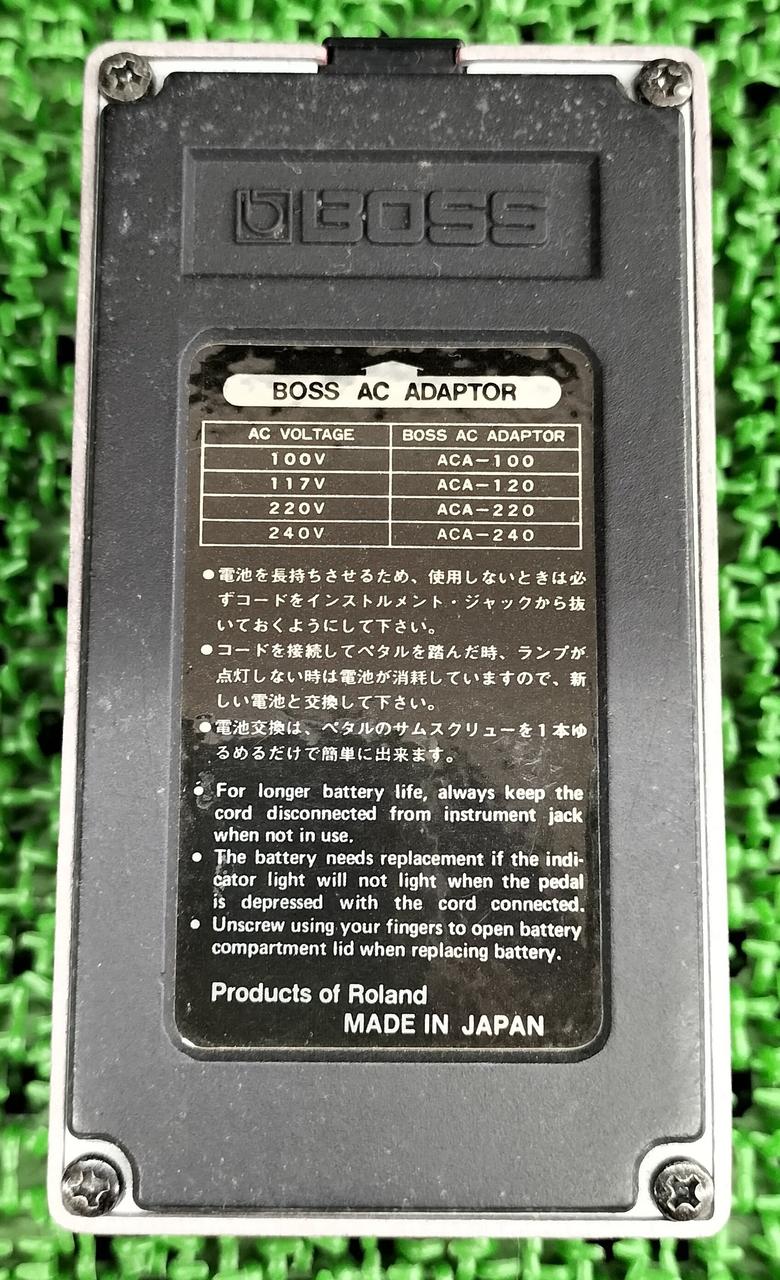 BOSS
BOSS AC ADAPTOR
AC VOLTAGE BOSS AC ADAPTOR
100V ACA-100
117V ACA-120
220V ACA-220
240V ACA-240
●電池を長持ちさせるため、使用しないときは必
ずコードをインストルメント・ジャックから抜
いておくようにして下さい。
●コードを接続してペタルを踏んだ時、ランプが
点灯しない時は電池が消耗していますので、新
しい電池と交換して下さい。
●電池交換は、ペタルのサムスクリューを1本ゆ
るめるだけで簡単に出来ます。
● For longer battery life, always keep the
cord disconnected from instrument jack
when not in use.
● The battery needs replacement if the indi-
cator light will not light when the pedal
is depressed with the cord connected.
● Unscrew using your fingers to open battery
compartment lid when replacing battery.
Products of Roland
MADE IN JAPAN